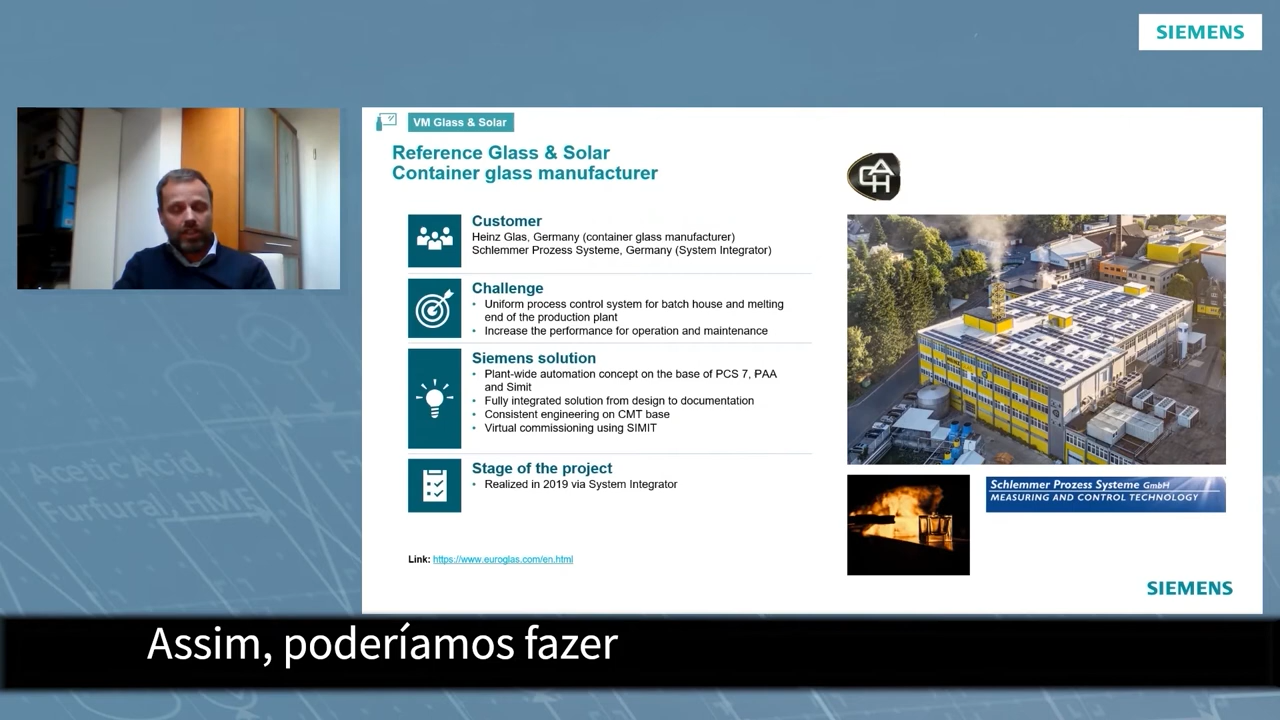 SIEMENS
VM Glass & Solar
Reference Glass & Solar
Container glass manufacturer
Customer
Heinz Glas, Germany (container glass manufacturer)
Schlemmer Prozess Systeme, Germany (System Integrator)
Challenge
• Uniform process control system for batch house and melting
end of the production plant
• Increase the performance for operation and maintenance
Siemens solution
• Plant-wide automation concept on the base of PCS 7, PAA
and Simit
• Fully integrated solution from design to documentation
• Consistent engineering on CMT base
• Virtual commissioning using SIMIT
Stage of the project
• Realized in 2019 via System Integrator
Link: https://www.euroglas.com/en.html
Schlemmer Prozess Systeme GmbH
MEASURING AND CONTROL TECHNOLOGY
SIEMENS
Acetic A
Furfural, HMF
Assim, poderíamos fazer